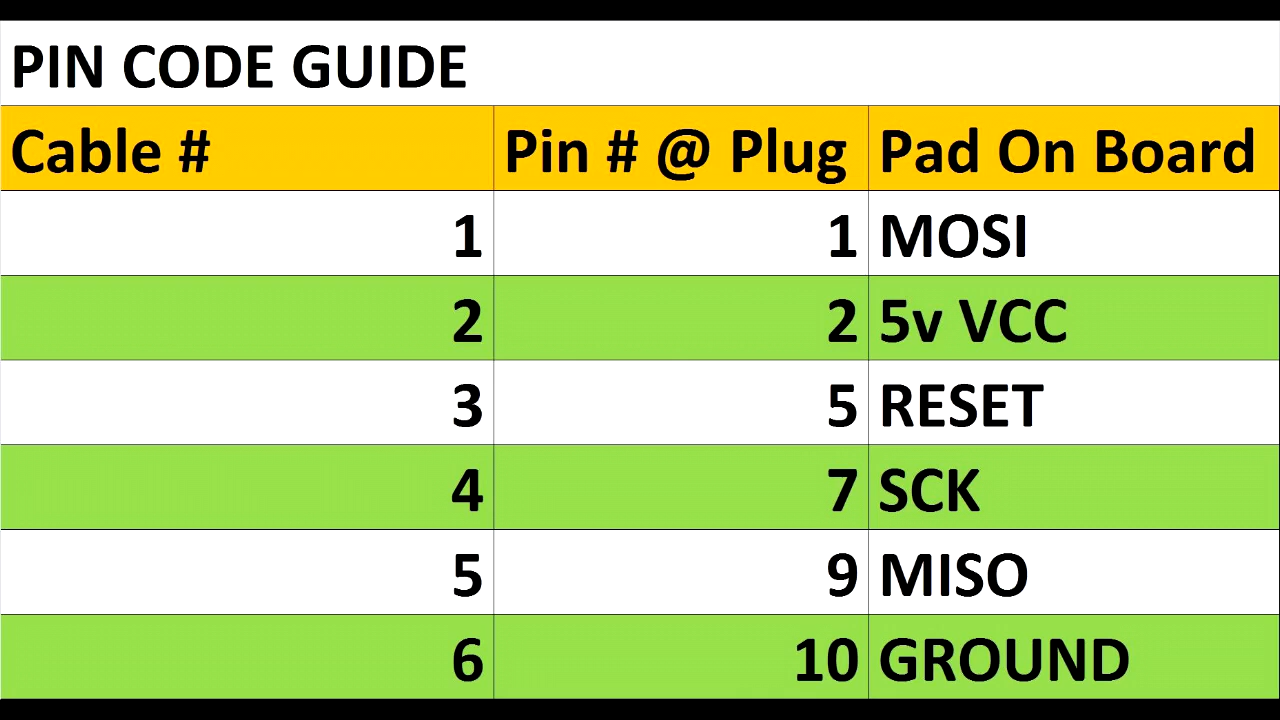 PIN CODE GUIDE
Cable # Pin # @ Plug Pad On Board
1 1 MOSI
2 2 5v VCC
3 5 RESET
4 7 SCK
5 9 MISO
6 10 GROUND